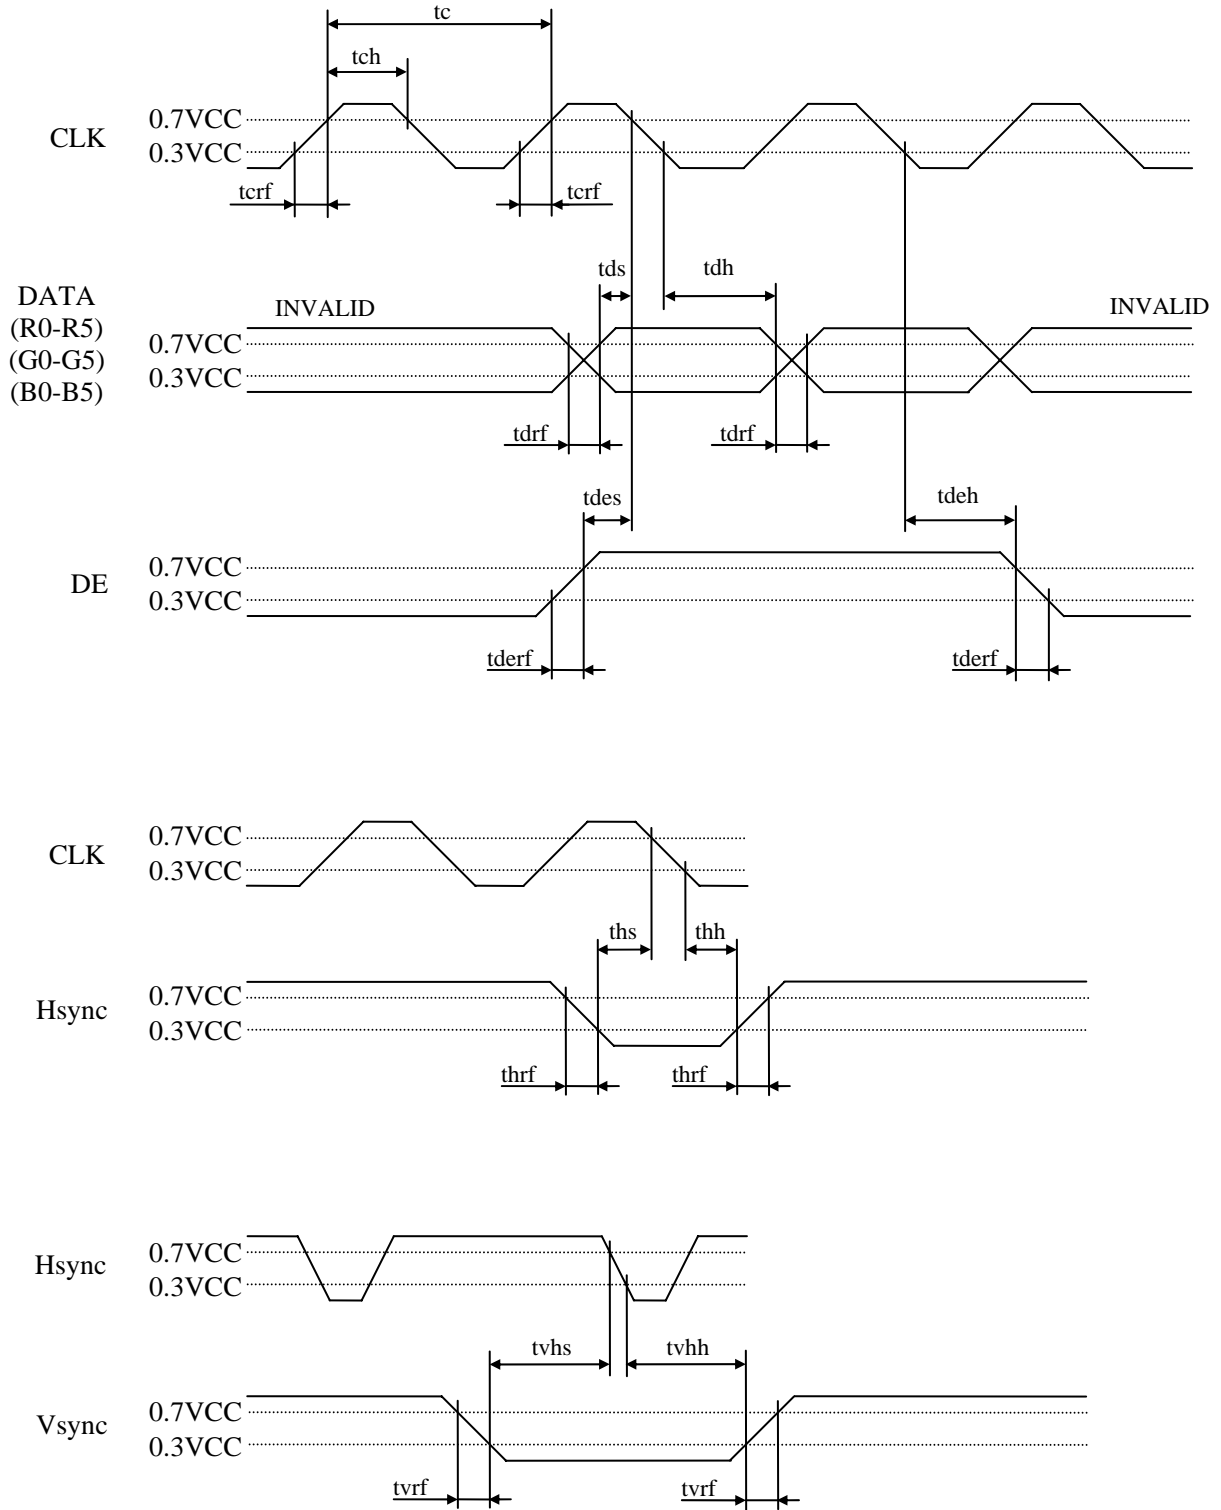 tc
tch
CLK
0.7VCC
0.3VCC
tcrf
tcrf
tds
tdh
DATA
(R0-R5)
(G0-G5)
(B0-B5)
INVALID
INVALID
0.7VCC
0.3VCC
tdrf
tdrf
tdes
tdeh
DE
0.7VCC
0.3VCC
tderf
tderf
CLK
0.7VCC
0.3VCC
ths
thh
Hsync
0.7VCC
0.3VCC
thrf
thrf
Hsync
0.7VCC
0.3VCC
tvhs
tvhh
Vsync
0.7VCC
0.3VCC
tvrf
tvrf